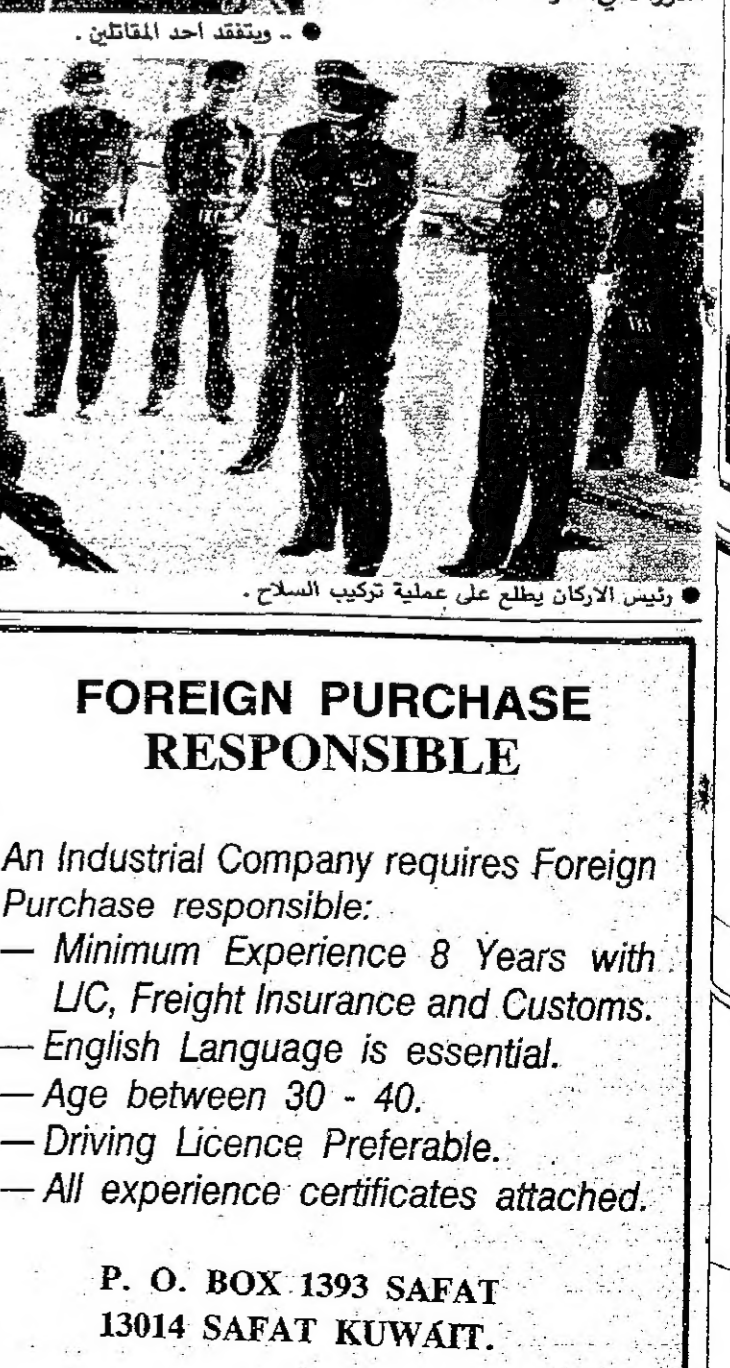 ● .. ويتفقد احد المقاتلين .
● رئيس الاركان يطلع على عملية تركيب السلاح .
FOREIGN PURCHASE
RESPONSIBLE
An Industrial Company requires Foreign
Purchase responsible:
— Minimum Experience 8 Years with
L/C, Freight Insurance and Customs.
— English Language is essential.
— Age between 30 - 40.
— Driving Licence Preferable.
— All experience certificates attached.
P. O. BOX 1393 SAFAT
13014 SAFAT KUWAIT.